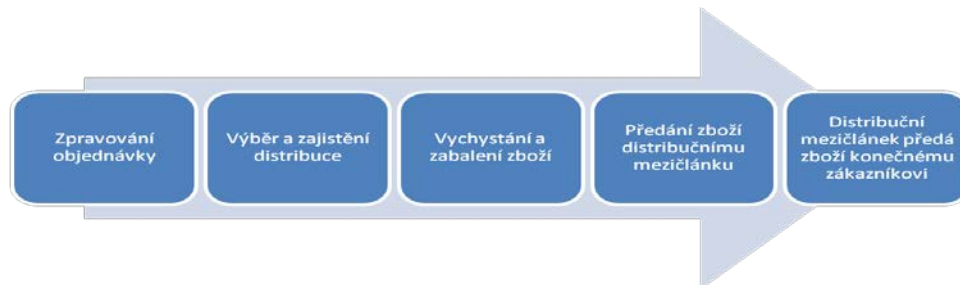 Zpravování
objednávky
Výběr a zajistění
distribuce
Vychystání a
zabalení zboží
Předání zboží
distribučnímu
mezičlánku
Distribuční
mezičlánek předá
zboží konečnému
zákazníkovi